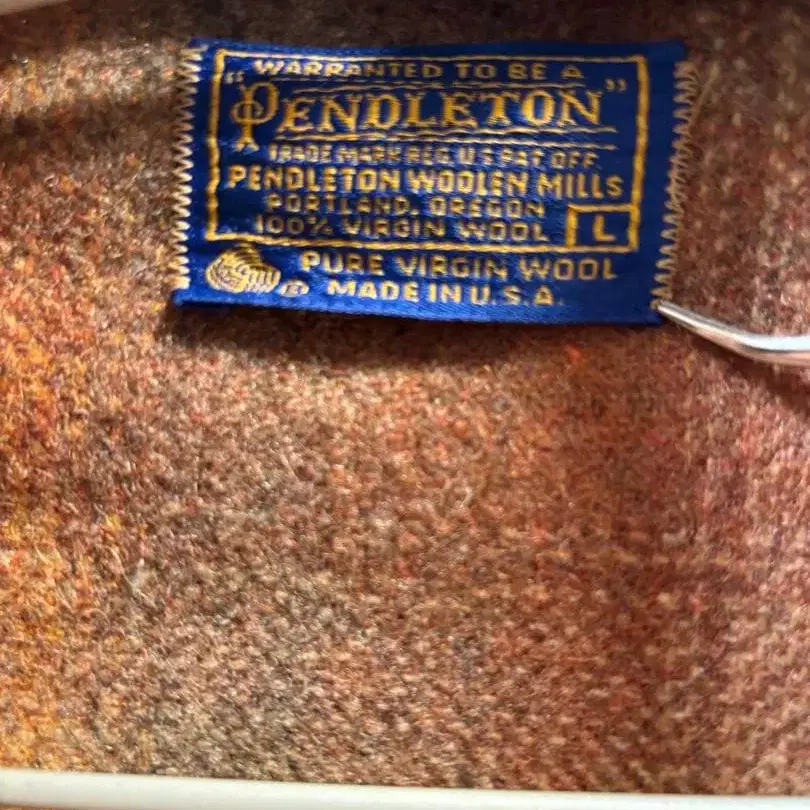 WARRANTED TO BE A
"PENDLETON"
TRADE MARK REG. U.S. PAT. OFF.
PENDLETON WOOLEN MILLS
PORTLAND, OREGON
100% VIRGIN WOOL L
PURE VIRGIN WOOL
® MADE IN U.S.A.